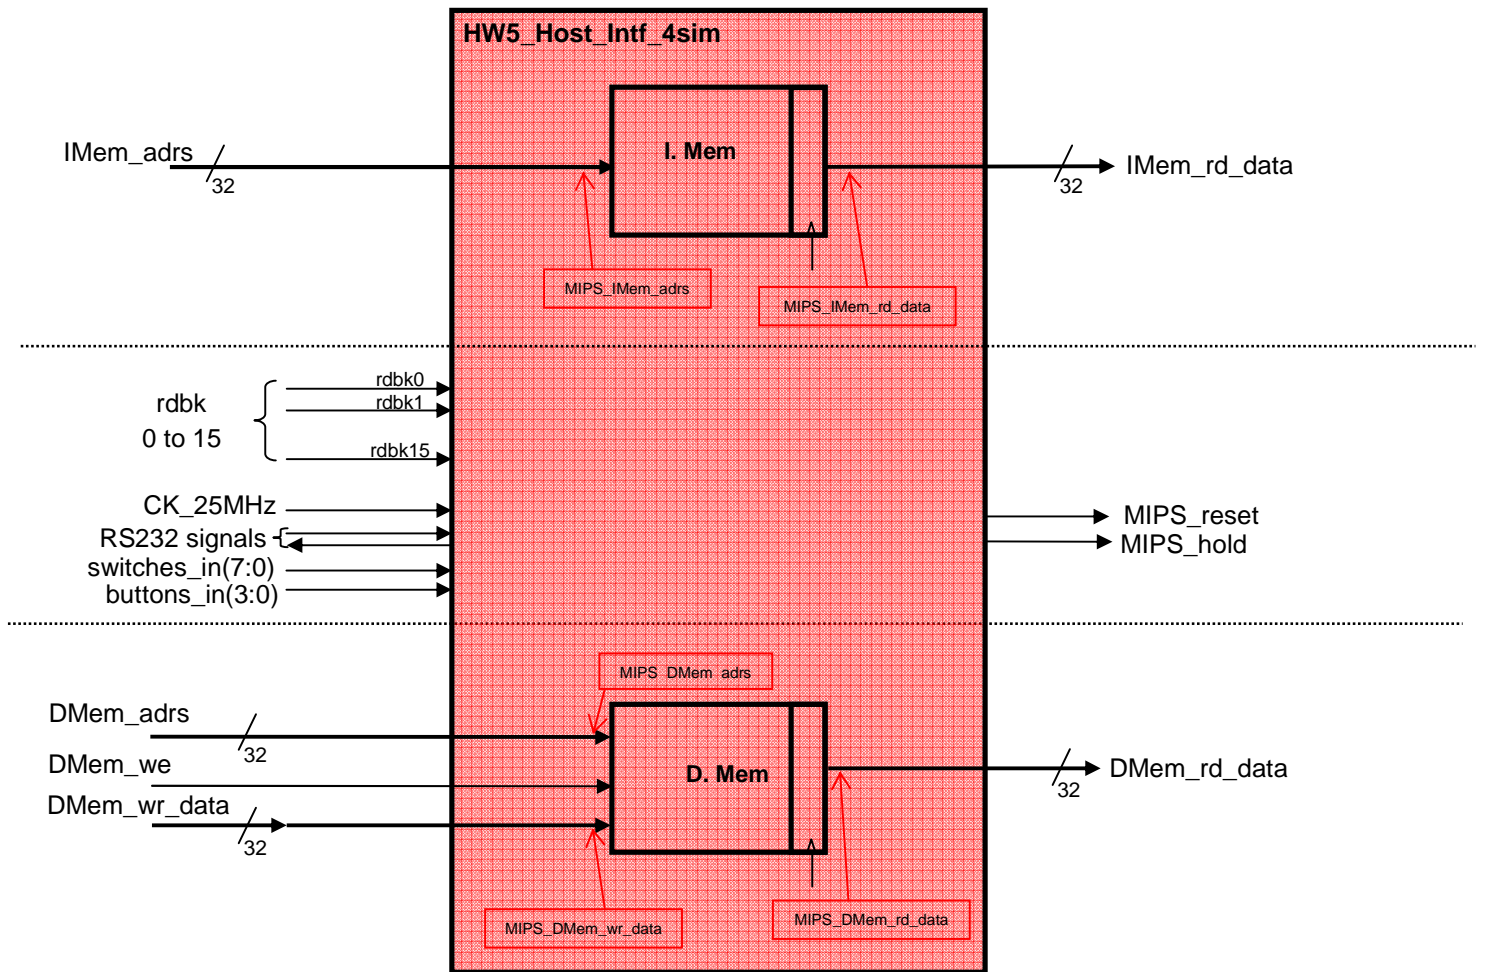 HW5_Host_Intf_4sim
IMem_adrs
32
I. Mem
32
IMem_rd_data
MIPS_IMem_adrs
MIPS_IMem_rd_data
rdbk
0 to 15
rdbk0
rdbk1
rdbk15
CK_25MHz
RS232 signals
switches_in(7:0)
buttons_in(3:0)
MIPS_reset
MIPS_hold
MIPS_DMem_adrs
DMem_adrs
32
DMem_we
DMem_wr_data
32
D. Mem
32
DMem_rd_data
MIPS_DMem_wr_data
MIPS_DMem_rd_data